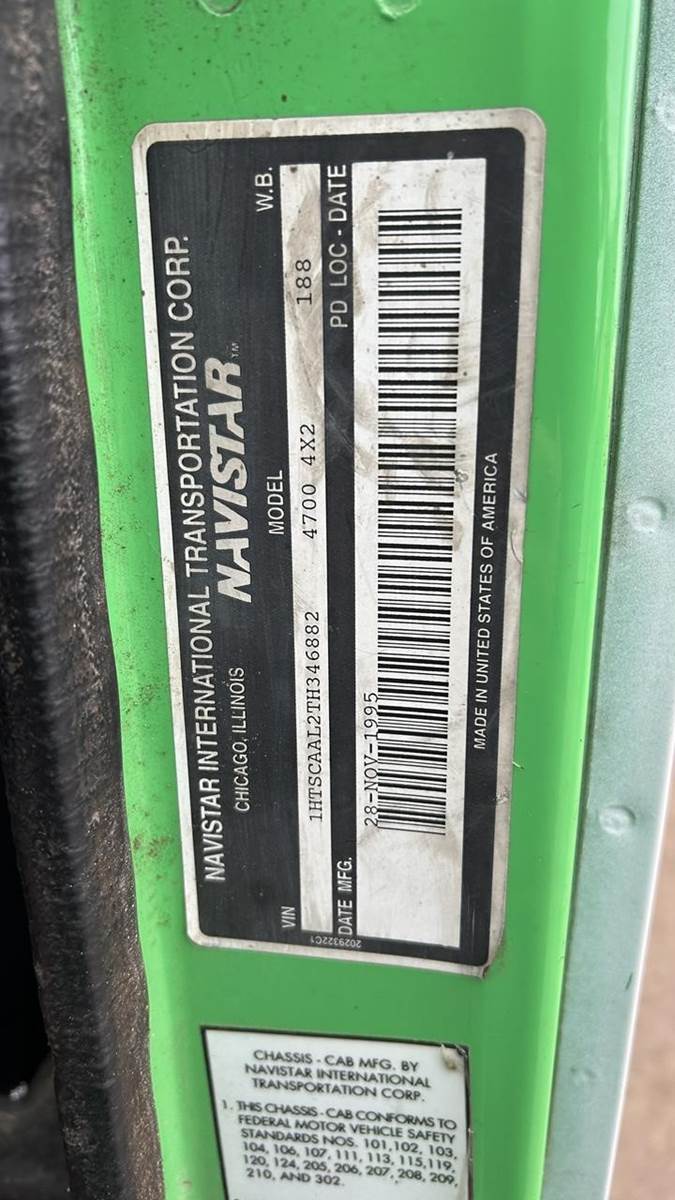 NAVISTAR INTERNATIONAL TRANSPORTATION CORP.
CHICAGO, ILLINOIS
NAVISTAR™
MODEL
W.B.
VIN
1HTSCAAL2TH346882
4700 4X2
188
DATE MFG.
PD LOC - DATE
28-NOV-1995
MADE IN UNITED STATES OF AMERICA
2029322C1
CHASSIS - CAB MFG. BY
NAVISTAR INTERNATIONAL
TRANSPORTATION CORP.
1. THIS CHASSIS - CAB CONFORMS TO
FEDERAL MOTOR VEHICLE SAFETY
STANDARDS NOS. 101,102, 103,
104, 106, 107, 111, 113, 115,119,
120, 124, 205, 206, 207, 208, 209,
210, AND 302.